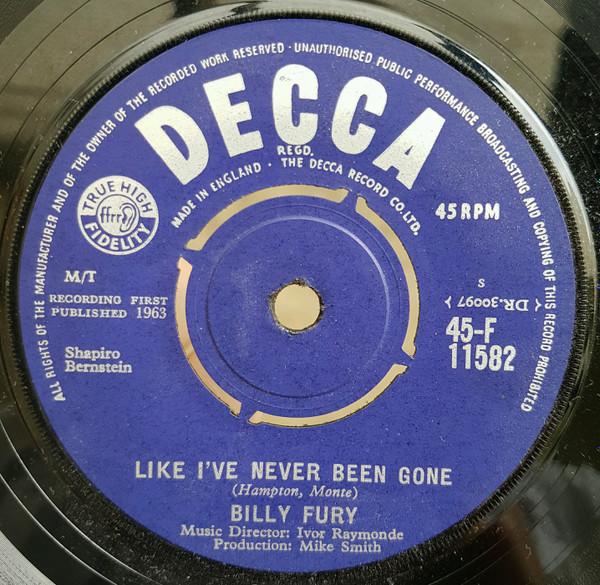 ALL RIGHTS OF THE MANUFACTURER AND OF THE OWNER OF THE RECORDED WORK RESERVED · UNAUTHORISED PUBLIC PERFORMANCE BROADCASTING AND COPYING OF THIS RECORD PROHIBITED
DECCA
REGD.
MADE IN ENGLAND · THE DECCA RECORD CO. LTD.
TRUE HIGH
ffrr
FIDELITY
45 RPM
M/T
RECORDING FIRST
PUBLISHED 1963
Shapiro
Bernstein
S
DR-30097
45-F
11582
LIKE I'VE NEVER BEEN GONE
(Hampton, Monte)
BILLY FURY
Music Director: Ivor Raymonde
Production: Mike Smith